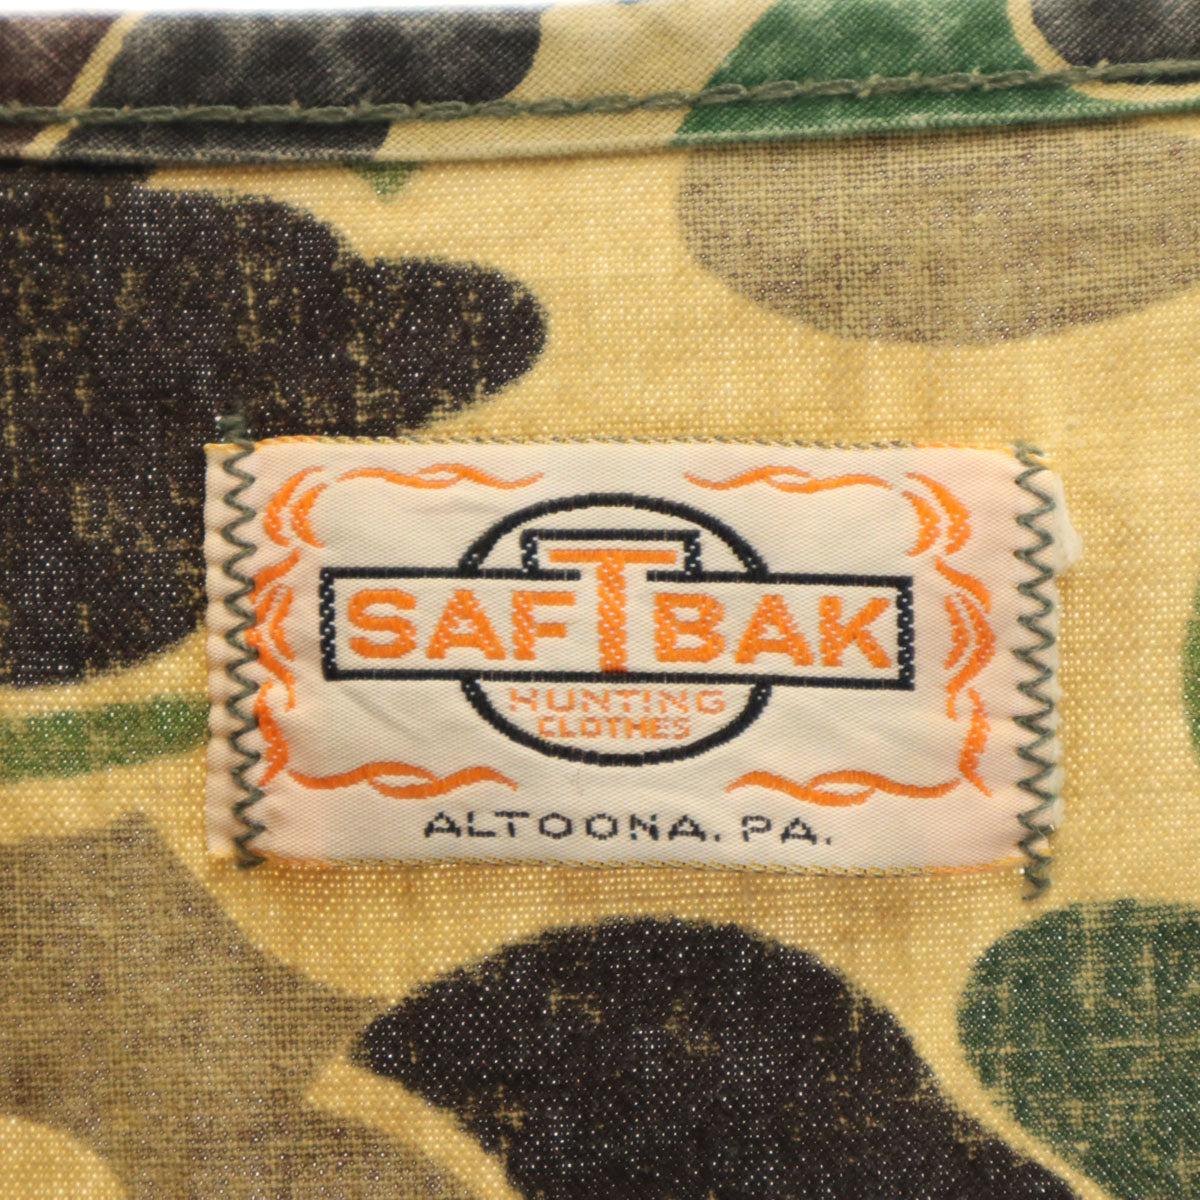 SAFTBAK
HUNTING
CLOTHES
ALTOONA, PA.